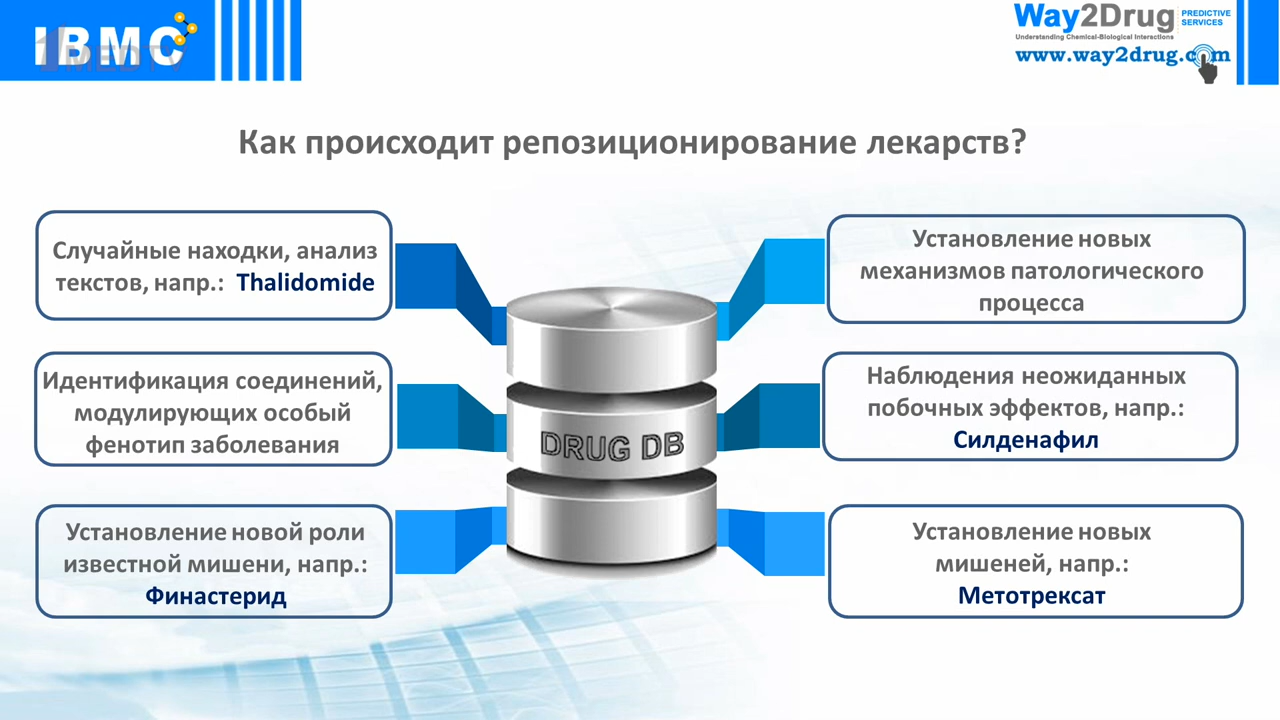 IBMC
1MEDTV
Way2Drug
PREDICTIVE
SERVICES
Understanding Chemical-Biological Interactions
www.way2drug.com
Как происходит репозиционирование лекарств?
Случайные находки, анализ
текстов, напр.: Thalidomide
Идентификация соединений,
модулирующих особый
фенотип заболевания
Установление новой роли
известной мишени, напр.:
Финастерид
DRUG DB
Установление новых
механизмов патологического
процесса
Наблюдения неожиданных
побочных эффектов, напр.:
Силденафил
Установление новых
мишеней, напр.:
Метотрексат